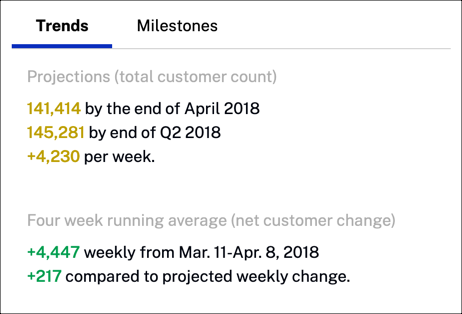 Trends Milestones
Projections (total customer count)
141,414 by the end of April 2018
145,281 by end of Q2 2018
+4,230 per week.
Four week running average (net customer change)
+4,447 weekly from Mar. 11-Apr. 8, 2018
+217 compared to projected weekly change.